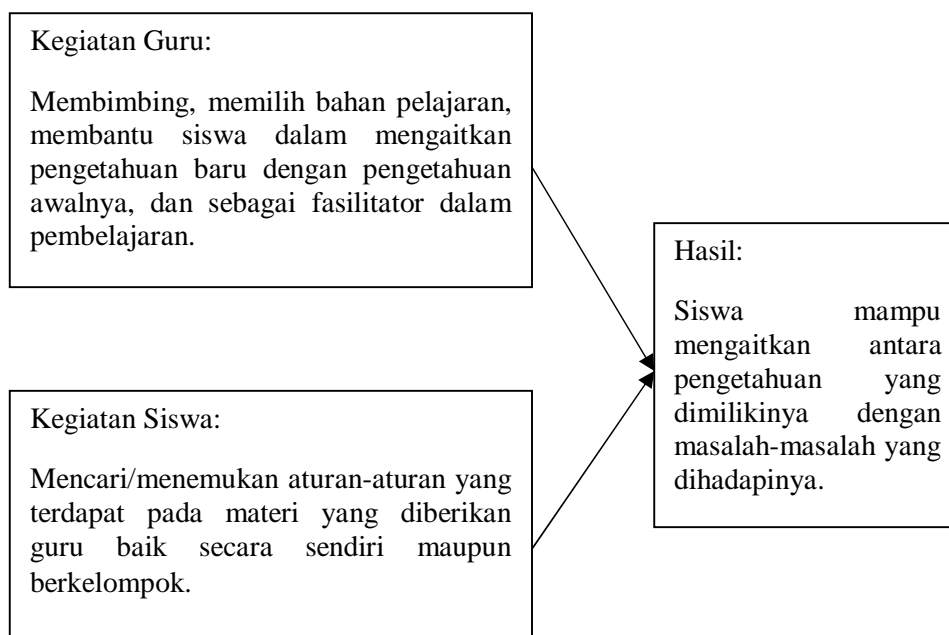 Kegiatan Guru:
Membimbing, memilih bahan pelajaran,
membantu siswa dalam mengaitkan
pengetahuan baru dengan pengetahuan
awalnya, dan sebagai fasilitator dalam
pembelajaran.
Kegiatan Siswa:
Mencari/menemukan aturan-aturan yang
terdapat pada materi yang diberikan
guru baik secara sendiri maupun
berkelompok.
Hasil:
Siswa mampu
mengaitkan antara
pengetahuan yang
dimilikinya dengan
masalah-masalah yang
dihadapinya.